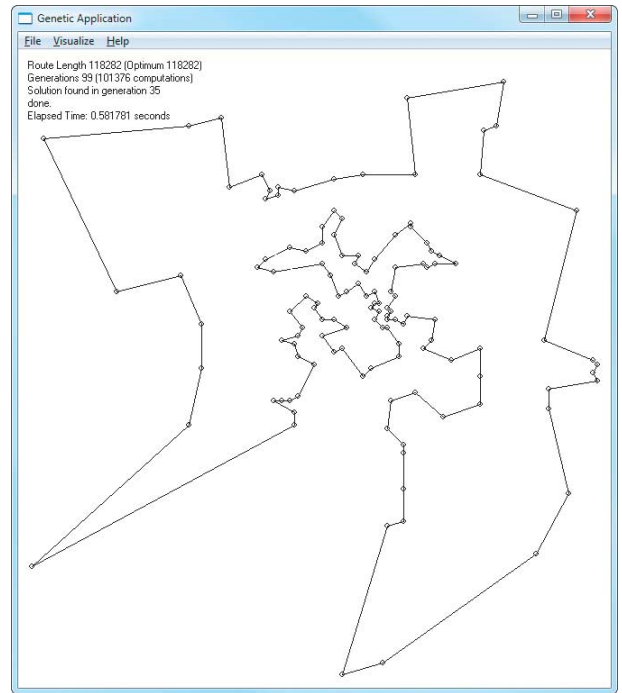 Genetic Application
File Visualize Help
Route Length 118282 (Optimum 118282)
Generations 99 (101376 computations)
Solution found in generation 35
done.
Elapsed Time: 0.581781 seconds